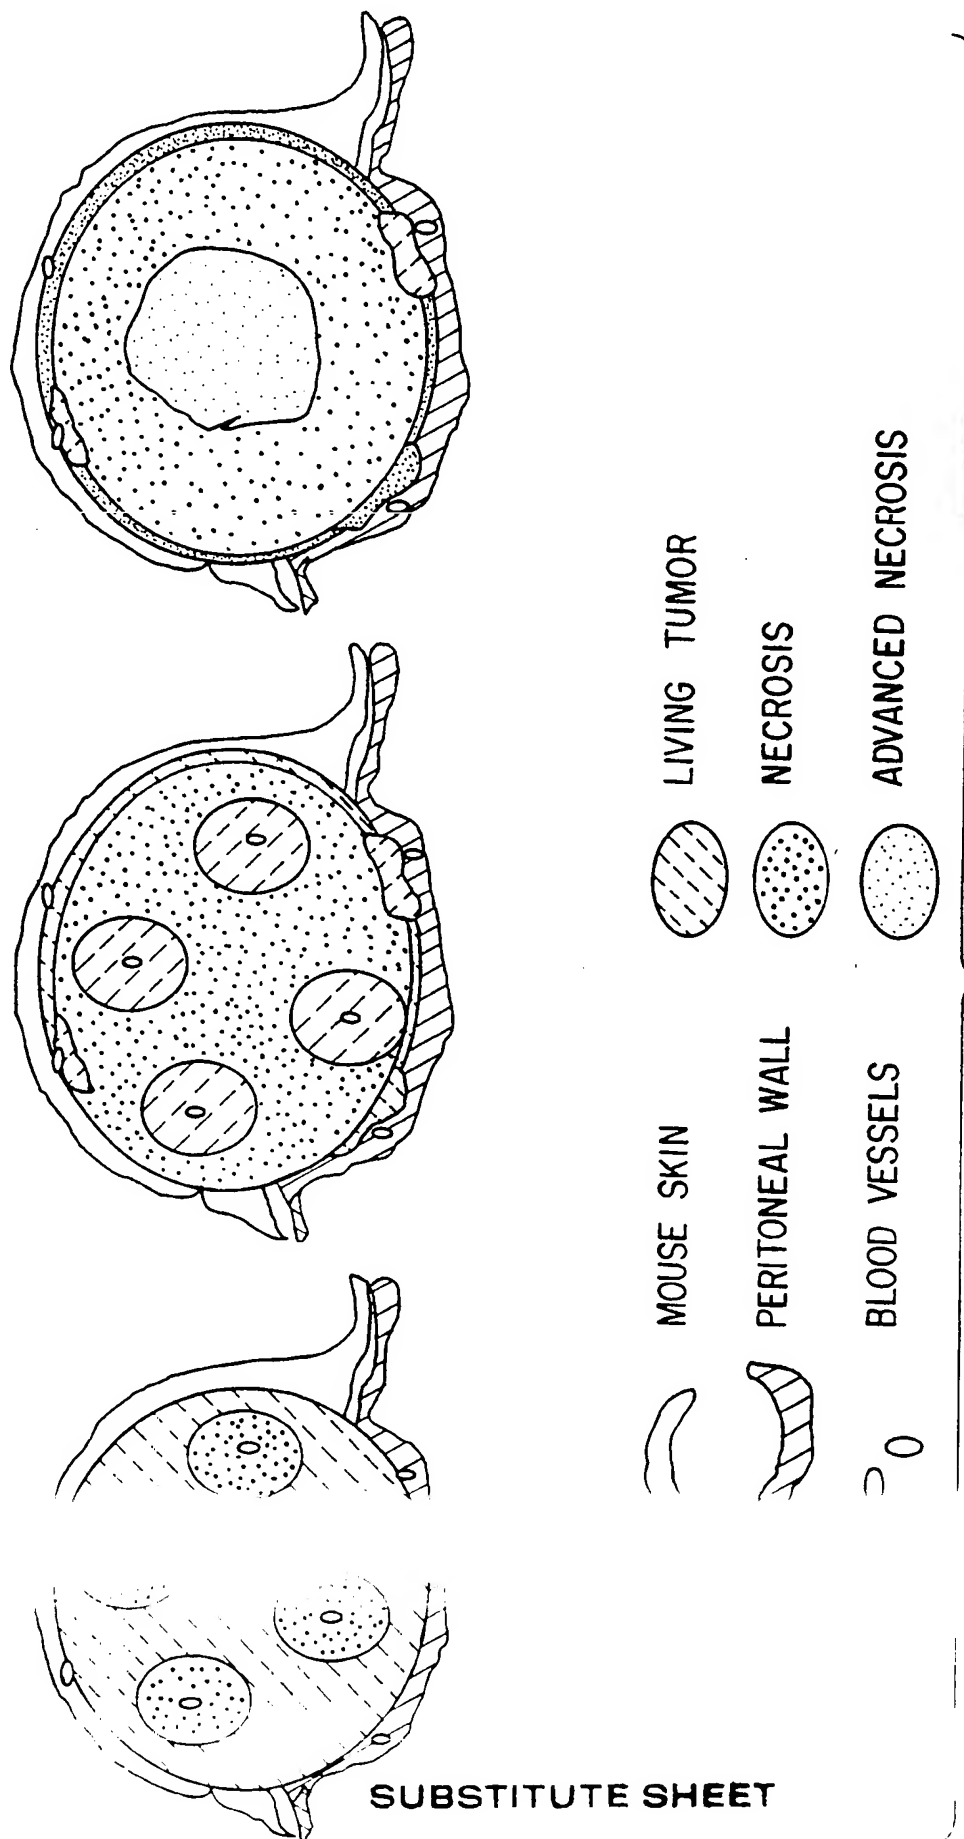 MOUSE SKIN
PERITONEAL WALL
BLOOD VESSELS
LIVING TUMOR
NECROSIS
ADVANCED NECROSIS
SUBSTITUTE SHEET